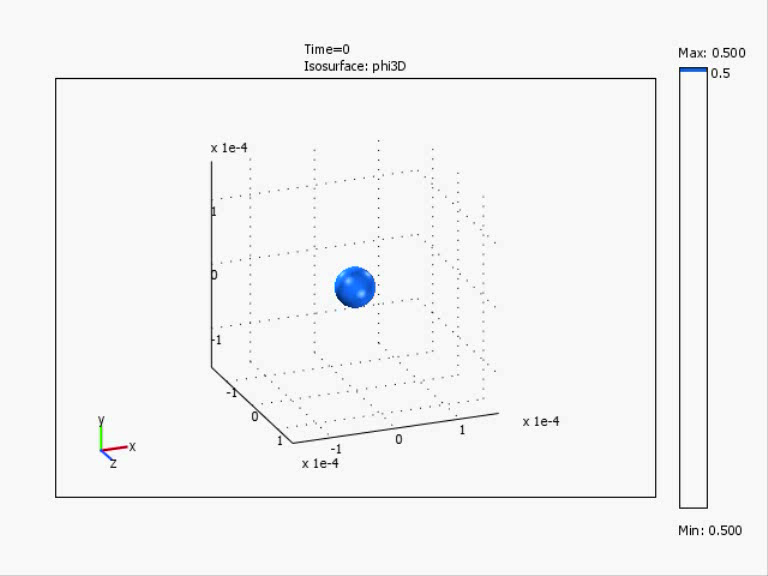 Time=0
Isosurface: phi3D
Max: 0.500
0.5
x 1e-4
1
0
-1
-1
0
1
x 1e-4
-1
0
1
x 1e-4
y
x
z
Min: 0.500